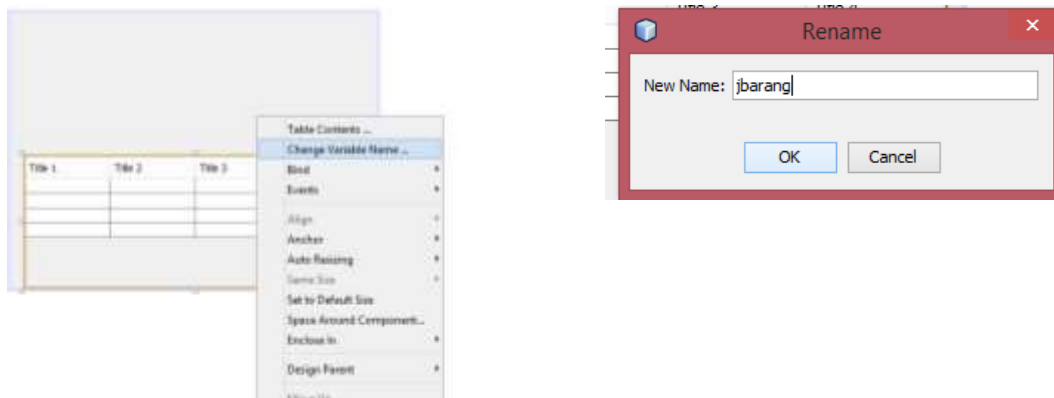 Title 1 Title 2 Title 3
Table Contents ...
Change Variable Name ...
Bind
Events
Align
Anchor
Auto Resizing
Same Size
Set to Default Size
Space Around Component...
Enclose In
Design Parent
Rename
New Name: jbarang
OK Cancel